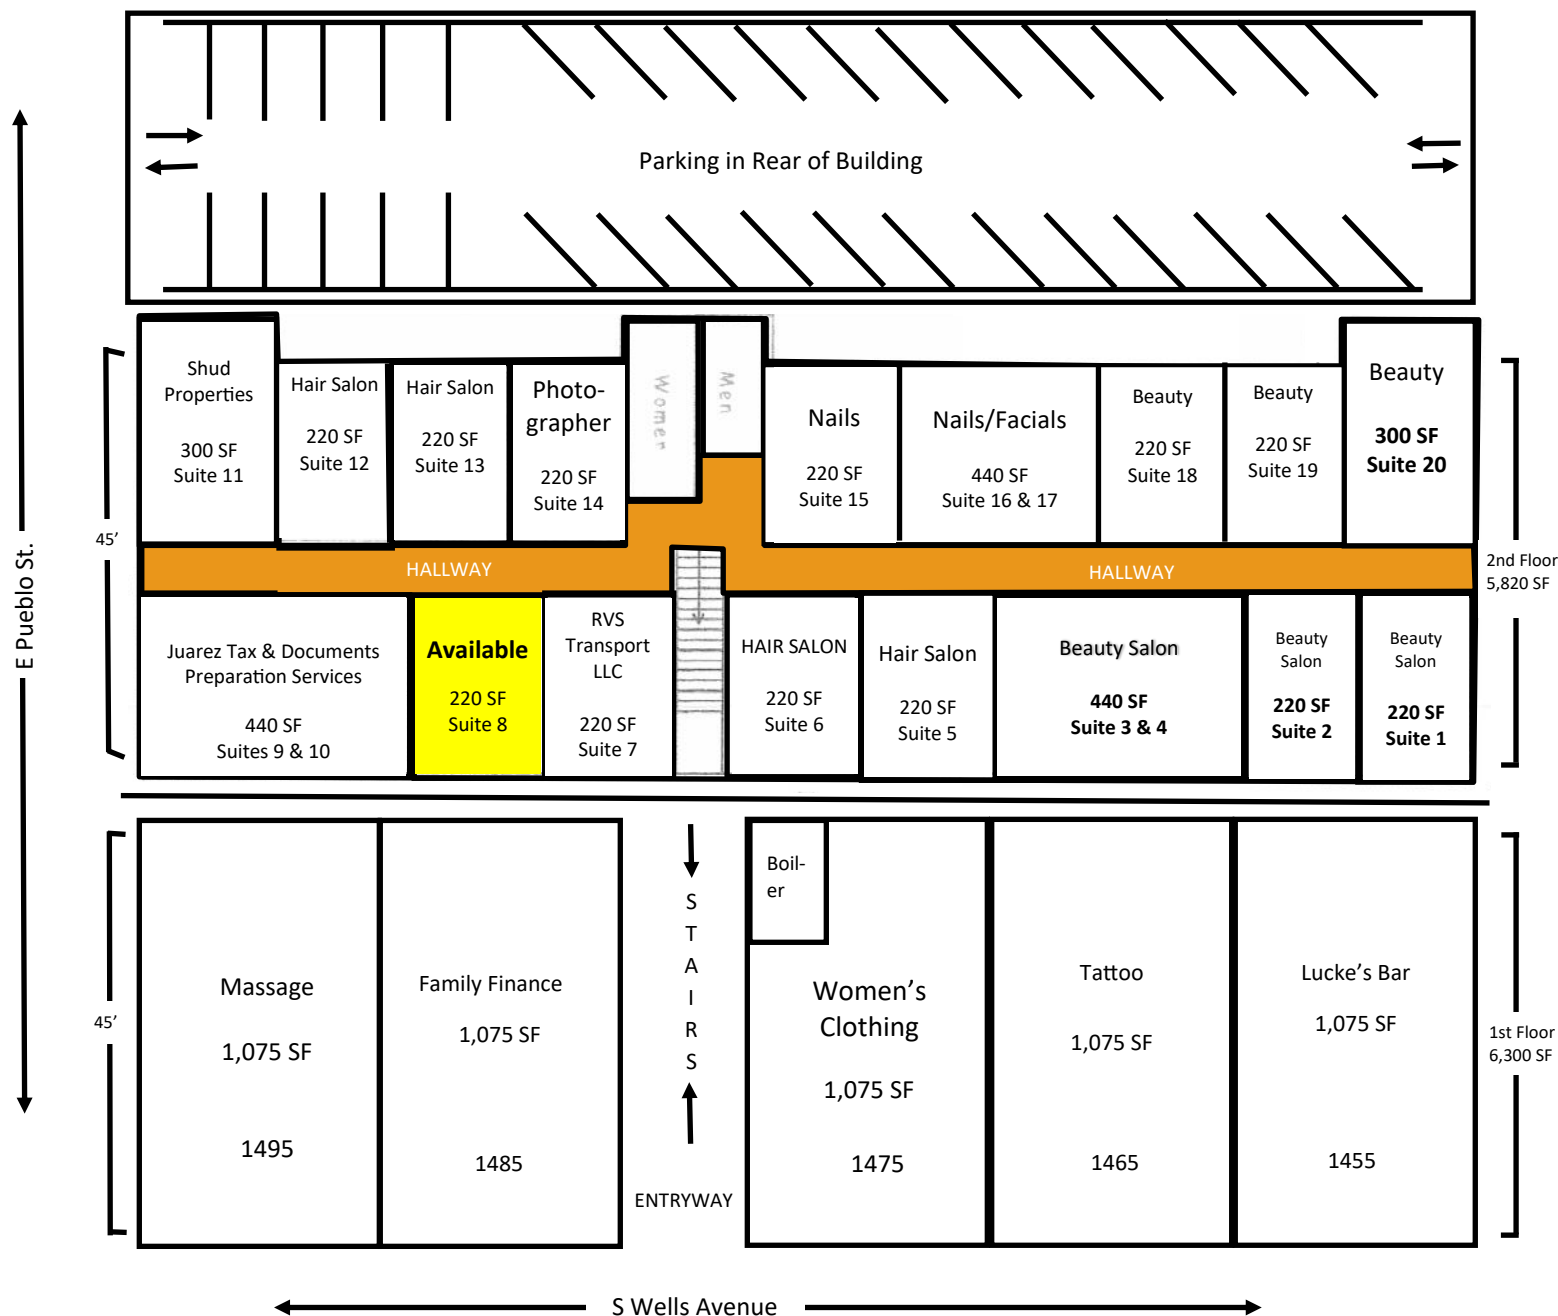 Parking in Rear of Building
E Pueblo St.
45’
Shud
Properties
300 SF
Suite 11
Hair Salon
220 SF
Suite 12
Hair Salon
220 SF
Suite 13
Photo-
grapher
220 SF
Suite 14
Women
Men
Nails
220 SF
Suite 15
Nails/Facials
440 SF
Suite 16 & 17
Beauty
220 SF
Suite 18
Beauty
220 SF
Suite 19
Beauty
300 SF
Suite 20
HALLWAY
HALLWAY
2nd Floor
5,820 SF
Juarez Tax & Documents
Preparation Services
440 SF
Suites 9 & 10
Available
220 SF
Suite 8
RVS
Transport
LLC
220 SF
Suite 7
HAIR SALON
220 SF
Suite 6
Hair Salon
220 SF
Suite 5
Beauty Salon
440 SF
Suite 3 & 4
Beauty
Salon
220 SF
Suite 2
Beauty
Salon
220 SF
Suite 1
45’
Massage
1,075 SF
1495
Family Finance
1,075 SF
1485
S
T
A
I
R
S
ENTRYWAY
Boil-
er
Women’s
Clothing
1,075 SF
1475
Tattoo
1,075 SF
1465
Lucke’s Bar
1,075 SF
1455
1st Floor
6,300 SF
S Wells Avenue